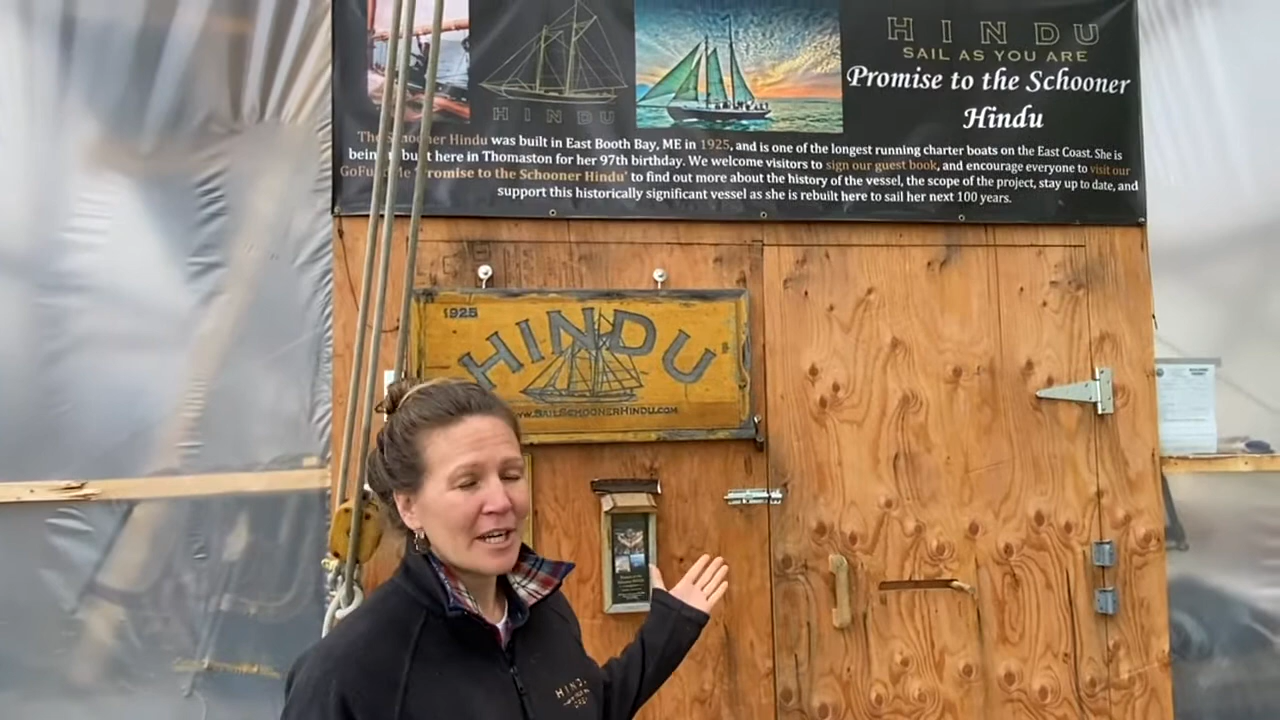 HINDU
SAIL AS YOU ARE
Promise to the Schooner
Hindu
HINDU
The Schooner Hindu was built in East Booth Bay, ME in 1925, and is one of the longest running charter boats on the East Coast. She is
being rebuilt here in Thomaston for her 97th birthday. We welcome visitors to sign our guest book, and encourage everyone to visit our
GoFundMe 'Promise to the Schooner Hindu' to find out more about the history of the vessel, the scope of the project, stay up to date, and
support this historically significant vessel as she is rebuilt here to sail her next 100 years.
1925
HINDU
www.SailSchoonerHindu.com
HINDU